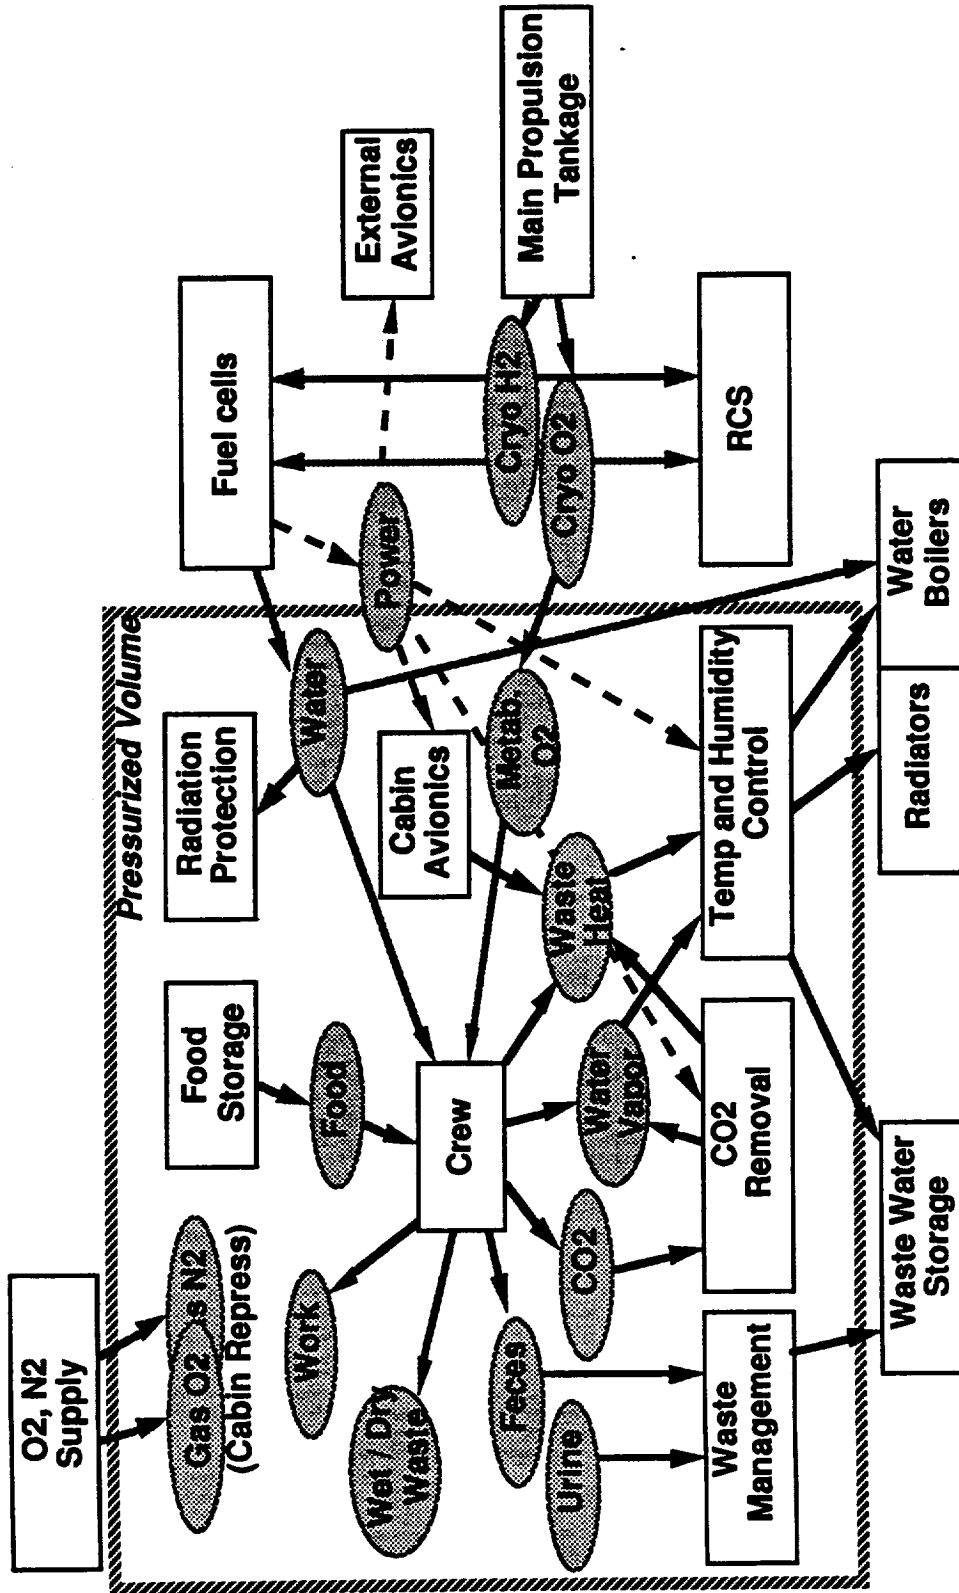 O2, N2
Supply
Gas O2
s N2
(Cabin Repress)
Pressurized Volume
Food
Storage
Radiation
Protection
Fuel cells
Food
Water
Work
Power
External
Avionics
Wet / Dry
Waste
Crew
Cabin
Avionics
Feces
Metab.
O2
Cryo H2
Main Propulsion
Tankage
Urine
CO2
Water
Vapor
Waste
Heat
Cryo O2
Waste
Management
CO2
Removal
Temp and Humidity
Control
RCS
Waste Water
Storage
Radiators
Water
Boilers